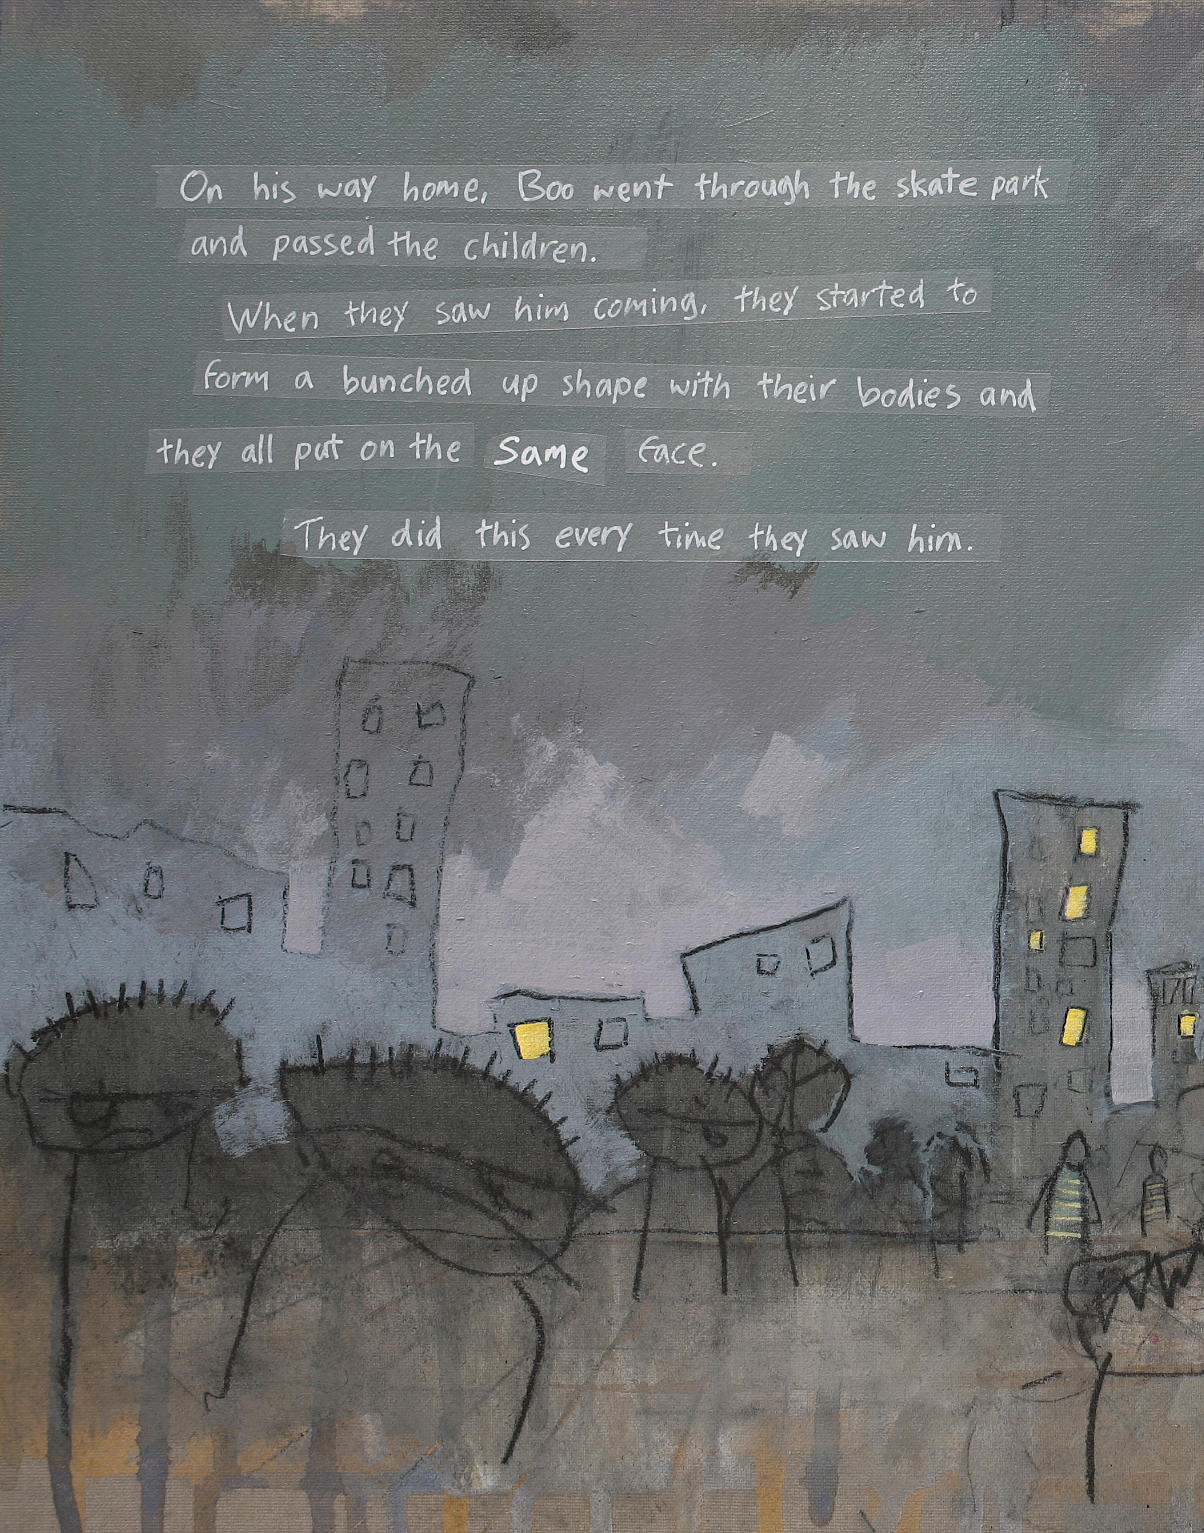 On his way home, Boo went through the skate park
and passed the children.
When they saw him coming, they started to
form a bunched up shape with their bodies and
they all put on the same face.
They did this every time they saw him.